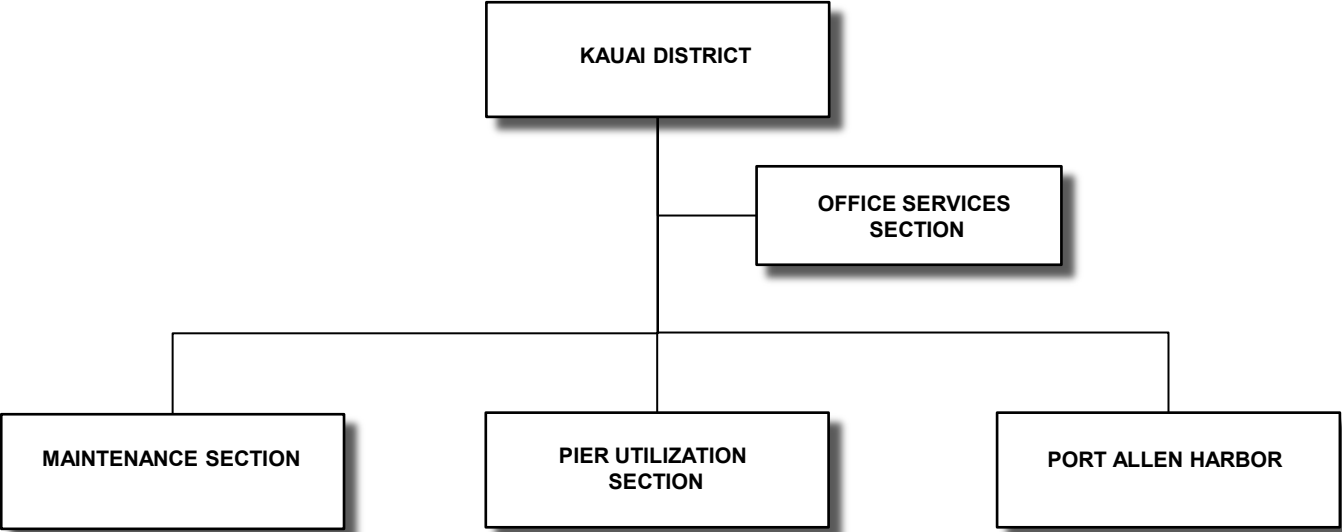 KAUAI DISTRICT
OFFICE SERVICES
SECTION
MAINTENANCE SECTION
PIER UTILIZATION
SECTION
PORT ALLEN HARBOR